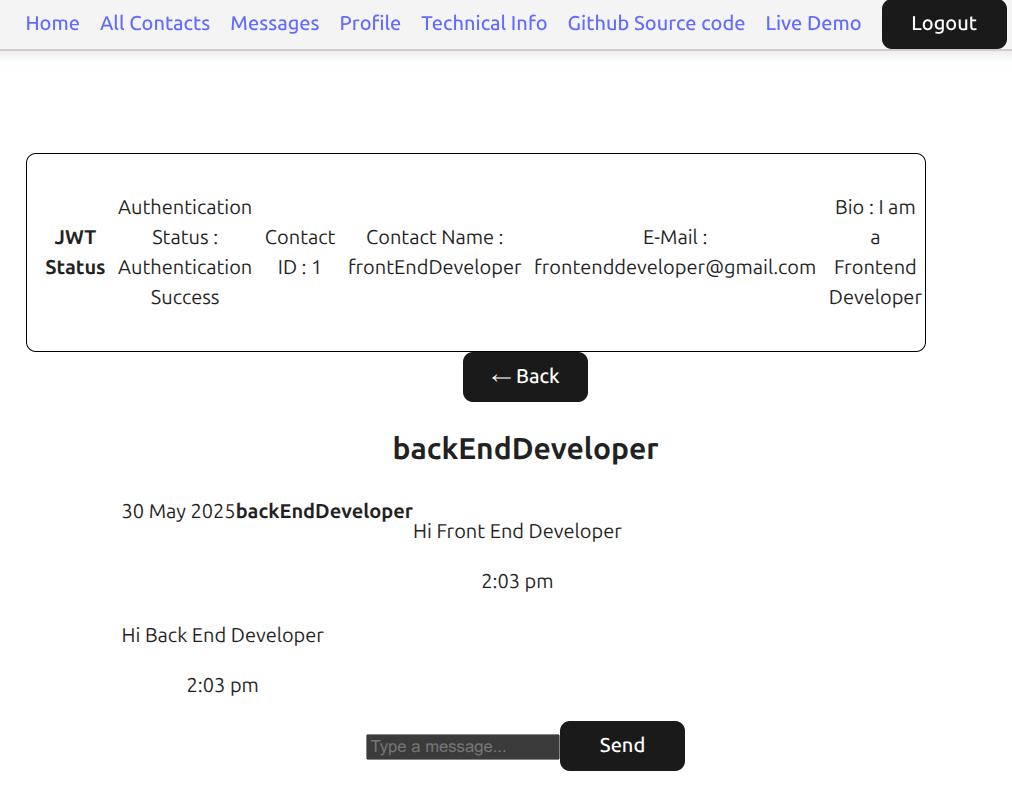 Home All Contacts Messages Profile Technical Info Github Source code Live Demo Logout
JWT
Status
Authentication
Status :
Authentication
Success
Contact
ID : 1
Contact Name :
frontEndDeveloper
E-Mail :
frontenddeveloper@gmail.com
Bio : I am
a
Frontend
Developer
← Back
backEndDeveloper
30 May 2025backEndDeveloper
Hi Front End Developer
2:03 pm
Hi Back End Developer
2:03 pm
Type a message... Send